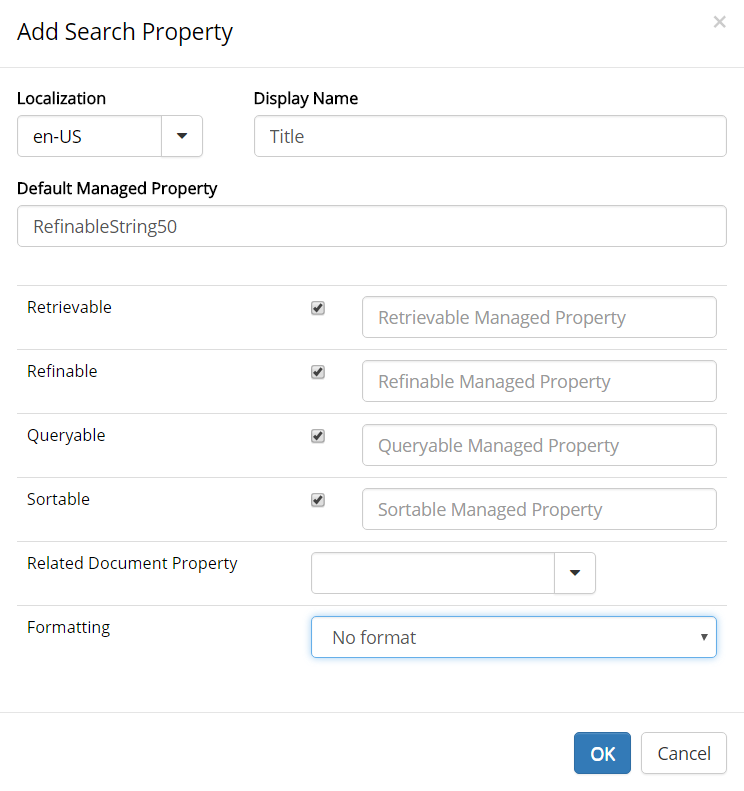 Add Search Property ×
Localization Display Name
en-US Title
Default Managed Property
RefinableString50
Retrievable Retrievable Managed Property
Refinable Refinable Managed Property
Queryable Queryable Managed Property
Sortable Sortable Managed Property
Related Document Property
Formatting No format
OK Cancel